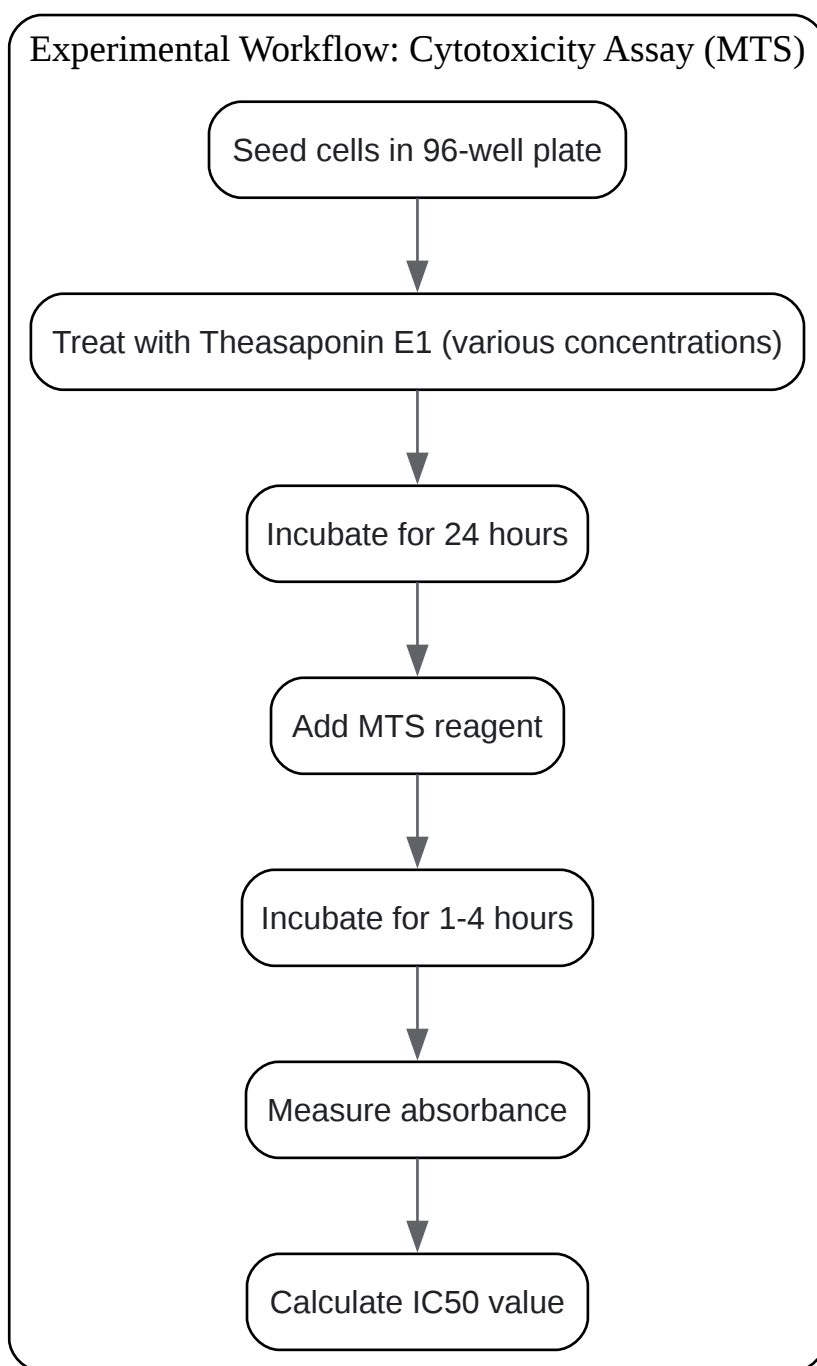 Experimental Workflow: Cytotoxicity Assay (MTS)
Seed cells in 96-well plate
Treat with Theasaponin E1 (various concentrations)
Incubate for 24 hours
Add MTS reagent
Incubate for 1-4 hours
Measure absorbance
Calculate IC50 value